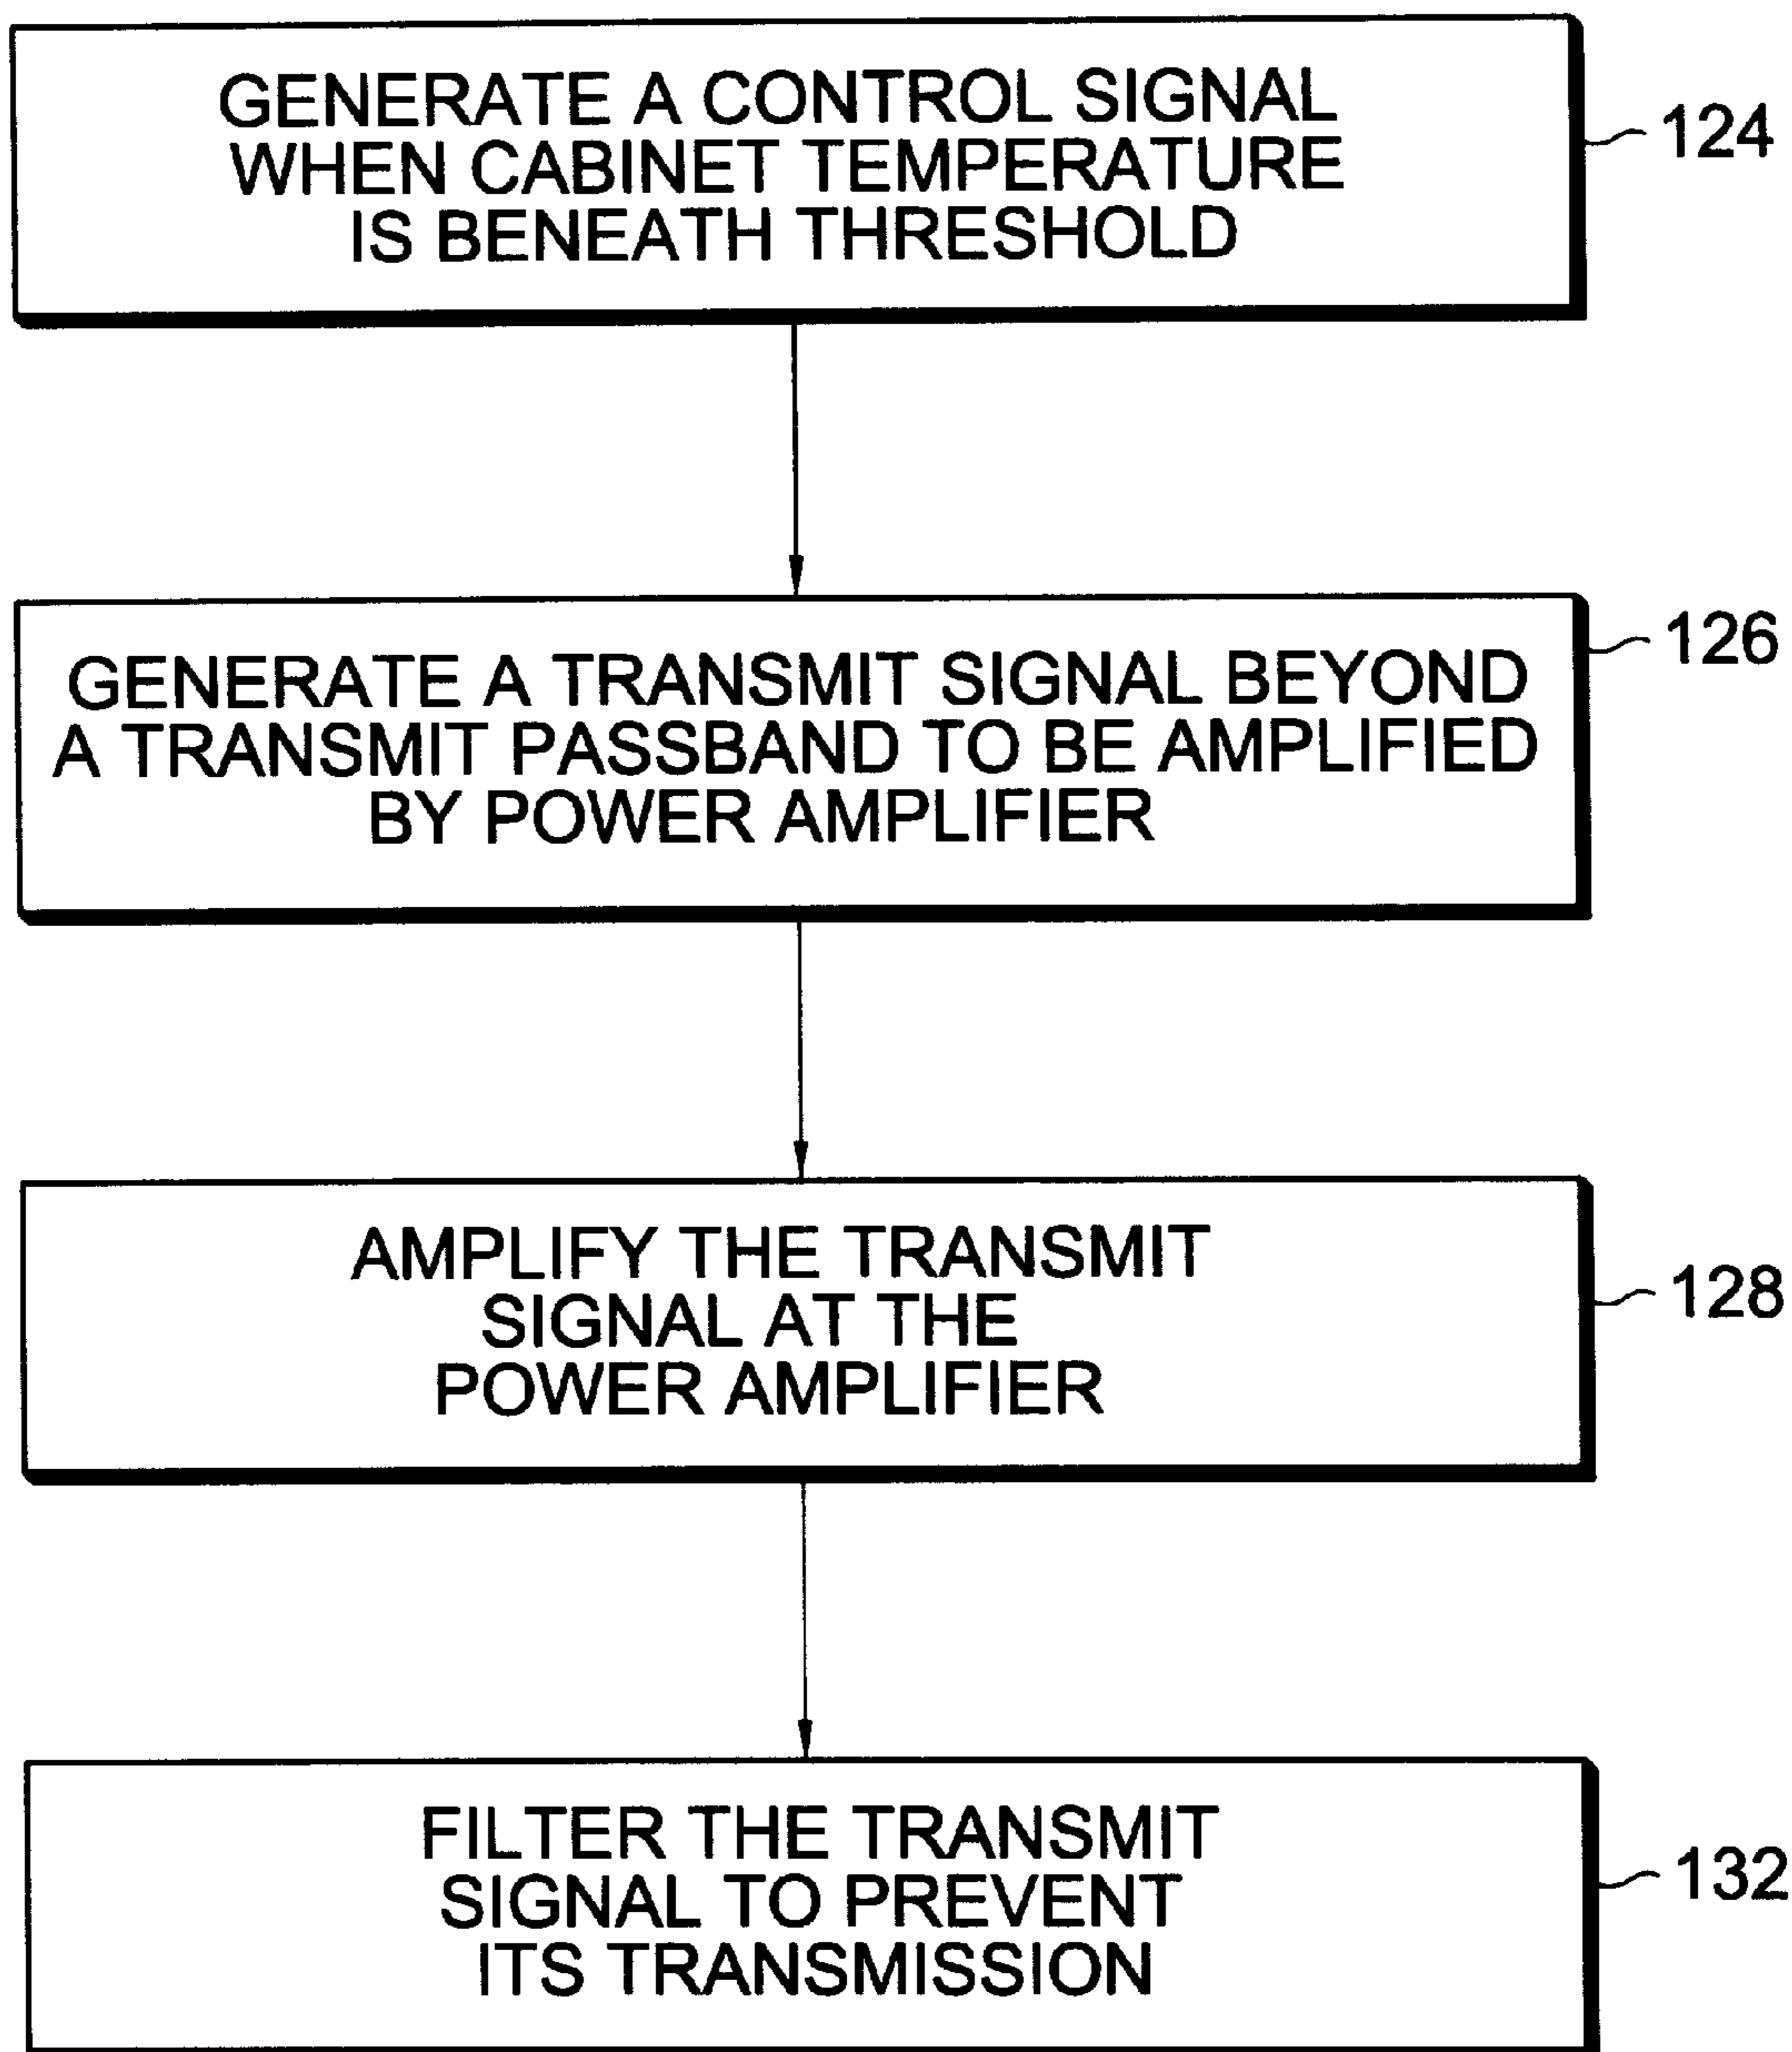 GENERATE A CONTROL SIGNAL
WHEN CABINET TEMPERATURE
IS BENEATH THRESHOLD
124
GENERATE A TRANSMIT SIGNAL BEYOND
A TRANSMIT PASSBAND TO BE AMPLIFIED
BY POWER AMPLIFIER
126
AMPLIFY THE TRANSMIT
SIGNAL AT THE
POWER AMPLIFIER
128
FILTER THE TRANSMIT
SIGNAL TO PREVENT
ITS TRANSMISSION
132